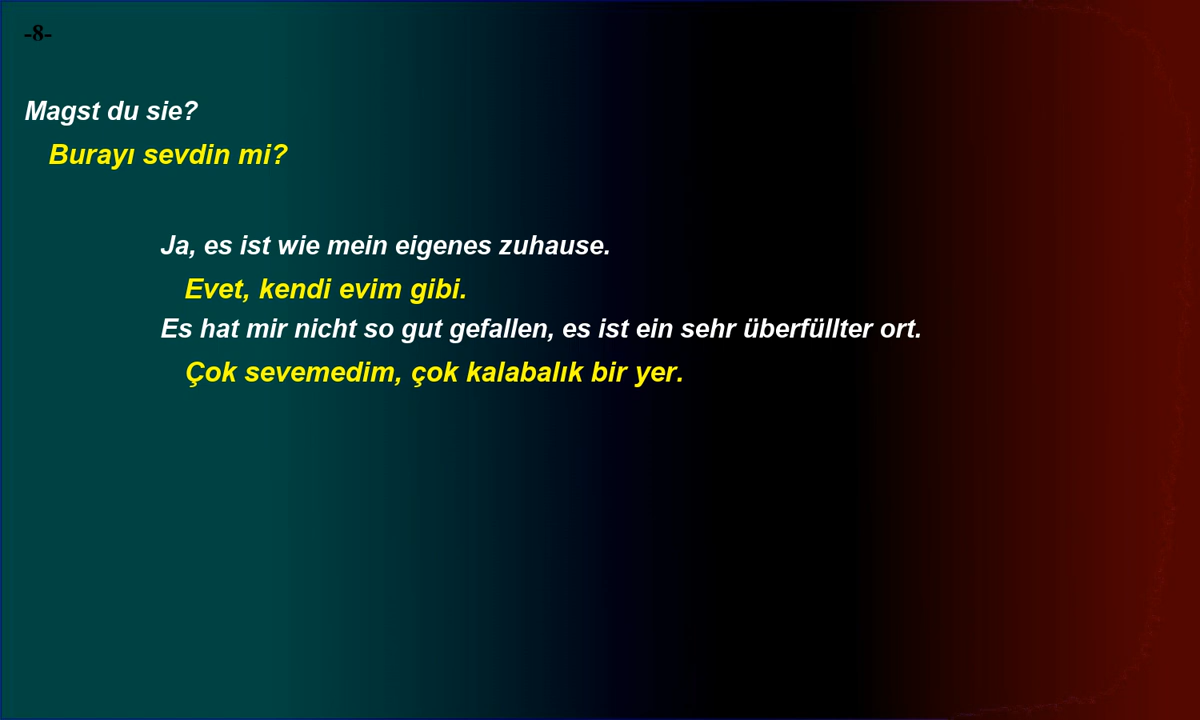 -8-
Magst du sie?
Burayı sevdin mi?
Ja, es ist wie mein eigenes zuhause.
Evet, kendi evim gibi.
Es hat mir nicht so gut gefallen, es ist ein sehr überfüllter ort.
Çok sevemedim, çok kalabalık bir yer.